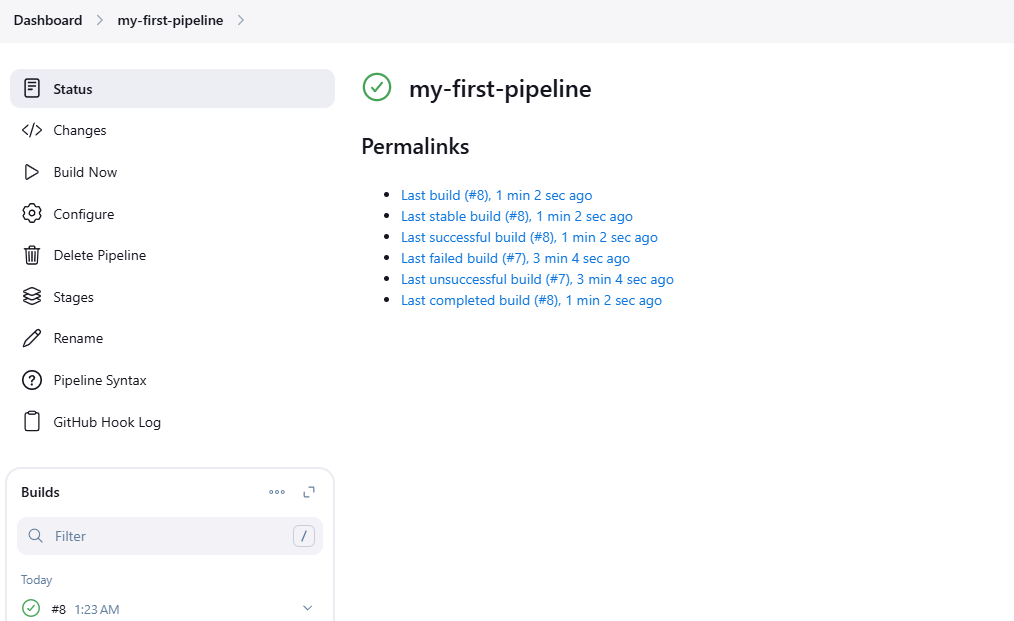 Dashboard > my-first-pipeline >
Status
Changes
Build Now
Configure
Delete Pipeline
Stages
Rename
Pipeline Syntax
GitHub Hook Log
my-first-pipeline
Permalinks
Last build (#8), 1 min 2 sec ago
Last stable build (#8), 1 min 2 sec ago
Last successful build (#8), 1 min 2 sec ago
Last failed build (#7), 3 min 4 sec ago
Last unsuccessful build (#7), 3 min 4 sec ago
Last completed build (#8), 1 min 2 sec ago
Builds
Filter /
Today
#8 1:23 AM